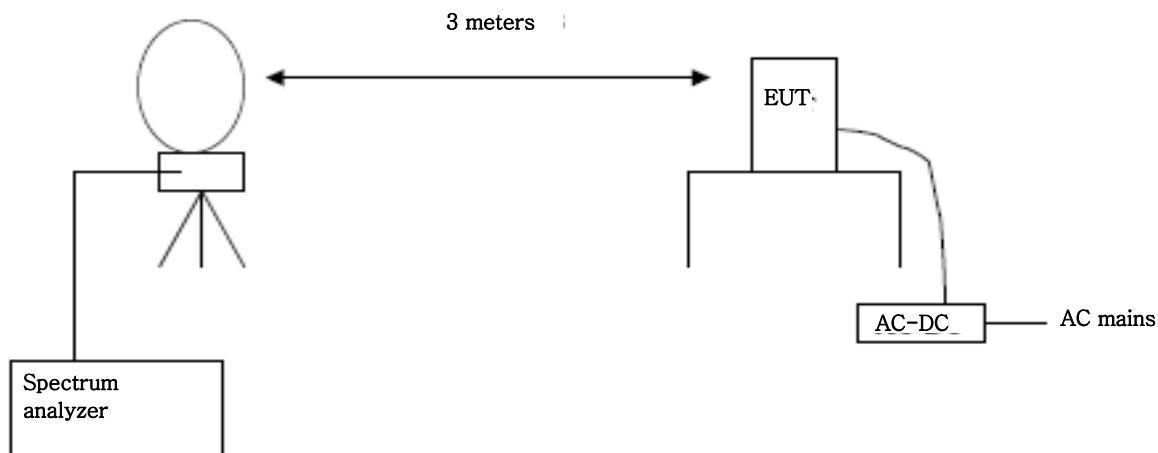 3 meters
EUT
AC-DC
AC mains
Spectrum
analyzer